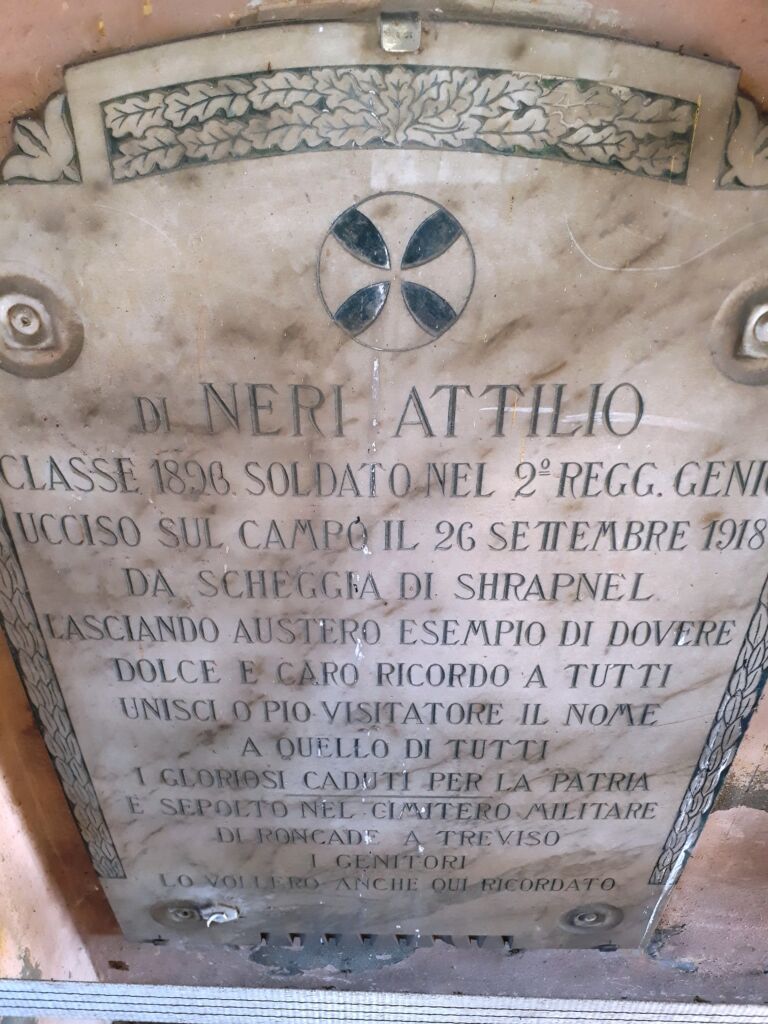 DI NERI ATTILIO
CLASSE 1896 SOLDATO NEL 2º REGG. GENIO
UCCISO SUL CAMPO IL 26 SETTEMBRE 1918
DA SCHEGGIA DI SHRAPNEL
LASCIANDO AUSTERO ESEMPIO DI DOVERE
DOLCE E CARO RICORDO A TUTTI
UNISCI O PIO VISITATORE IL NOME
A QUELLO DI TUTTI
I GLORIOSI CADUTI PER LA PATRIA
È SEPOLTO NEL CIMITERO MILITARE
DI RONCADE A TREVISO
I GENITORI
LO VOLLERO ANCHE QUI RICORDATO